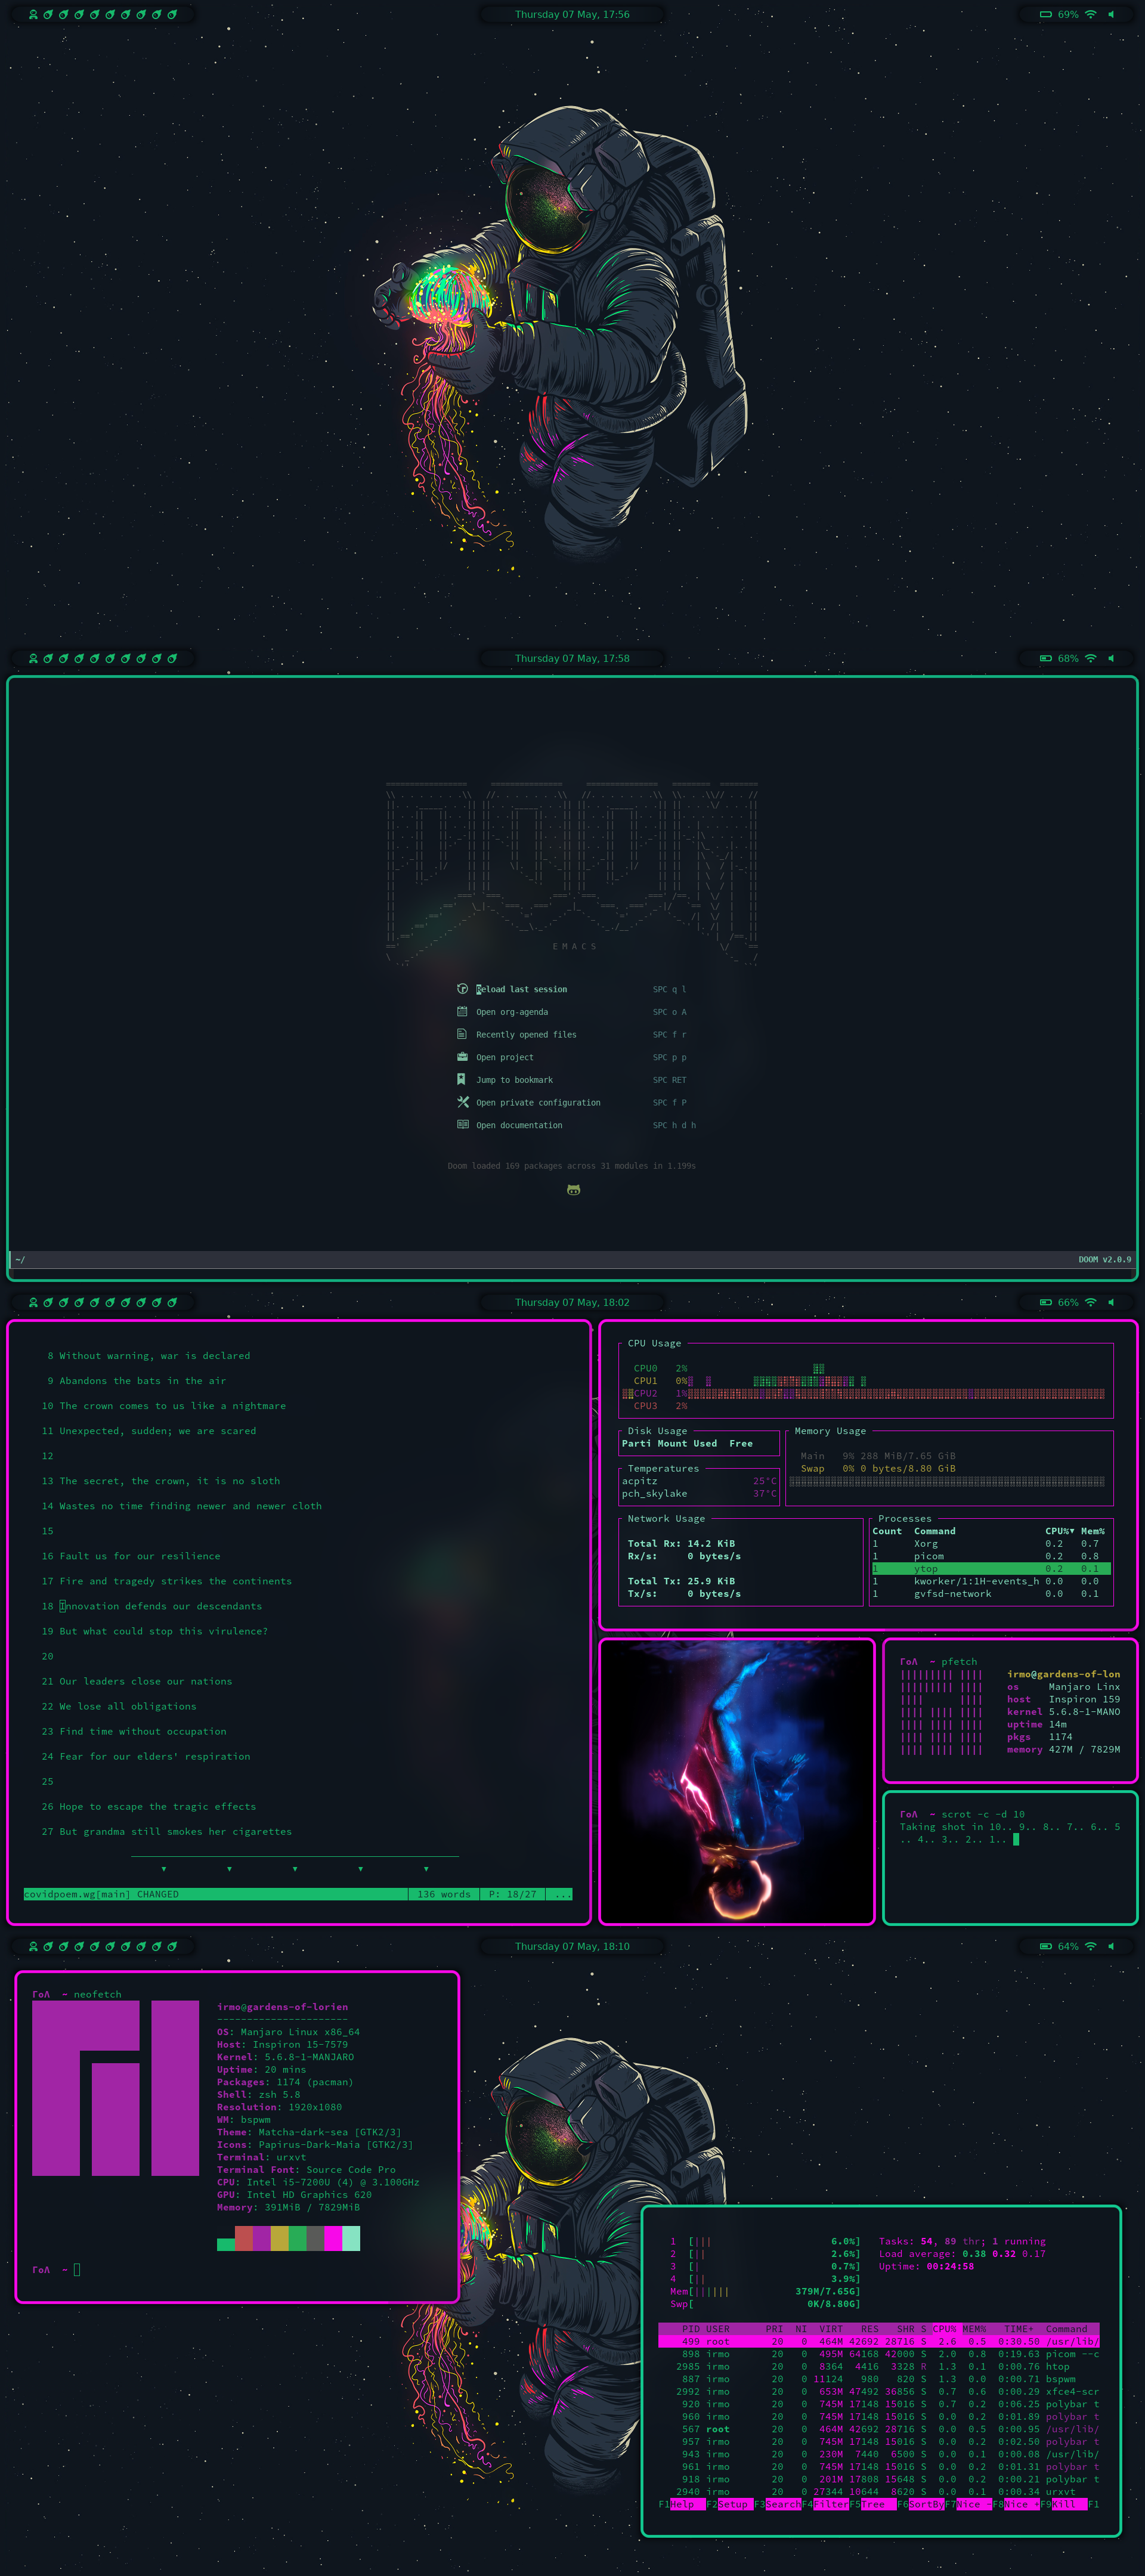 Thursday 07 May, 17:56
69%
Thursday 07 May, 17:58
68%
E M A C S
Reload last session SPC q l
Open org-agenda SPC o A
Recently opened files SPC f r
Open project SPC p p
Jump to bookmark SPC RET
Open private configuration SPC f P
Open documentation SPC h d h
Doom loaded 169 packages across 31 modules in 1.199s
~/ DOOM v2.0.9
Thursday 07 May, 18:02
66%
8 Without warning, war is declared
9 Abandons the bats in the air
10 The crown comes to us like a nightmare
11 Unexpected, sudden; we are scared
12
13 The secret, the crown, it is no sloth
14 Wastes no time finding newer and newer cloth
15
16 Fault us for our resilience
17 Fire and tragedy strikes the continents
18 Innovation defends our descendants
19 But what could stop this virulence?
20
21 Our leaders close our nations
22 We lose all obligations
23 Find time without occupation
24 Fear for our elders' respiration
25
26 Hope to escape the tragic effects
27 But grandma still smokes her cigarettes
covidpoem.wg[main] CHANGED 136 words P: 18/27 ...
CPU Usage
CPU0 2%
CPU1 0%
CPU2 1%
CPU3 2%
Disk Usage
Parti Mount Used Free
Memory Usage
Main 9% 288 MiB/7.65 GiB
Swap 0% 0 bytes/8.80 GiB
Temperatures
acpitz 25°C
pch_skylake 37°C
Network Usage
Total Rx: 14.2 KiB
Rx/s: 0 bytes/s
Total Tx: 25.9 KiB
Tx/s: 0 bytes/s
Processes
Count Command CPU%▼ Mem%
1 Xorg 0.2 0.7
1 picom 0.2 0.8
1 ytop 0.2 0.1
1 kworker/1:1H-events_h 0.0 0.0
1 gvfsd-network 0.0 0.1
ΓοΛ ~ pfetch
irmo@gardens-of-lon
os Manjaro Linx
host Inspiron 159
kernel 5.6.8-1-MANO
uptime 14m
pkgs 1174
memory 427M / 7829M
ΓοΛ ~ scrot -c -d 10
Taking shot in 10.. 9.. 8.. 7.. 6.. 5
.. 4.. 3.. 2.. 1..
Thursday 07 May, 18:10
64%
ΓοΛ ~ neofetch
irmo@gardens-of-lorien
----------------------
OS: Manjaro Linux x86_64
Host: Inspiron 15-7579
Kernel: 5.6.8-1-MANJARO
Uptime: 20 mins
Packages: 1174 (pacman)
Shell: zsh 5.8
Resolution: 1920x1080
WM: bspwm
Theme: Matcha-dark-sea [GTK2/3]
Icons: Papirus-Dark-Maia [GTK2/3]
Terminal: urxvt
Terminal Font: Source Code Pro
CPU: Intel i5-7200U (4) @ 3.100GHz
GPU: Intel HD Graphics 620
Memory: 391MiB / 7829MiB
ΓοΛ ~
1 [||| 6.0%] Tasks: 54, 89 thr; 1 running
2 [|| 2.6%] Load average: 0.38 0.32 0.17
3 [| 0.7%] Uptime: 00:24:58
4 [|| 3.9%]
Mem[|||||| 379M/7.65G]
Swp[ 0K/8.80G]
PID USER PRI NI VIRT RES SHR S CPU% MEM% TIME+ Command
499 root 20 0 464M 42692 28716 S 2.6 0.5 0:30.50 /usr/lib/
898 irmo 20 0 495M 64168 42000 S 2.0 0.8 0:19.63 picom --c
2985 irmo 20 0 8364 4416 3328 R 1.3 0.1 0:00.76 htop
887 irmo 20 0 11124 980 820 S 1.3 0.0 0:00.71 bspwm
2992 irmo 20 0 653M 47492 36856 S 0.7 0.6 0:00.29 xfce4-scr
920 irmo 20 0 745M 17148 15016 S 0.7 0.2 0:06.25 polybar t
960 irmo 20 0 745M 17148 15016 S 0.0 0.2 0:01.89 polybar t
567 root 20 0 464M 42692 28716 S 0.0 0.5 0:00.95 /usr/lib/
957 irmo 20 0 745M 17148 15016 S 0.0 0.2 0:02.50 polybar t
943 irmo 20 0 230M 7440 6500 S 0.0 0.1 0:00.08 /usr/lib/
961 irmo 20 0 745M 17148 15016 S 0.0 0.2 0:01.31 polybar t
918 irmo 20 0 201M 17808 15648 S 0.0 0.2 0:00.21 polybar t
2940 irmo 20 0 27344 10644 8620 S 0.0 0.1 0:00.34 urxvt
F1Help F2Setup F3SearchF4FilterF5Tree F6SortByF7Nice -F8Nice +F9Kill F1